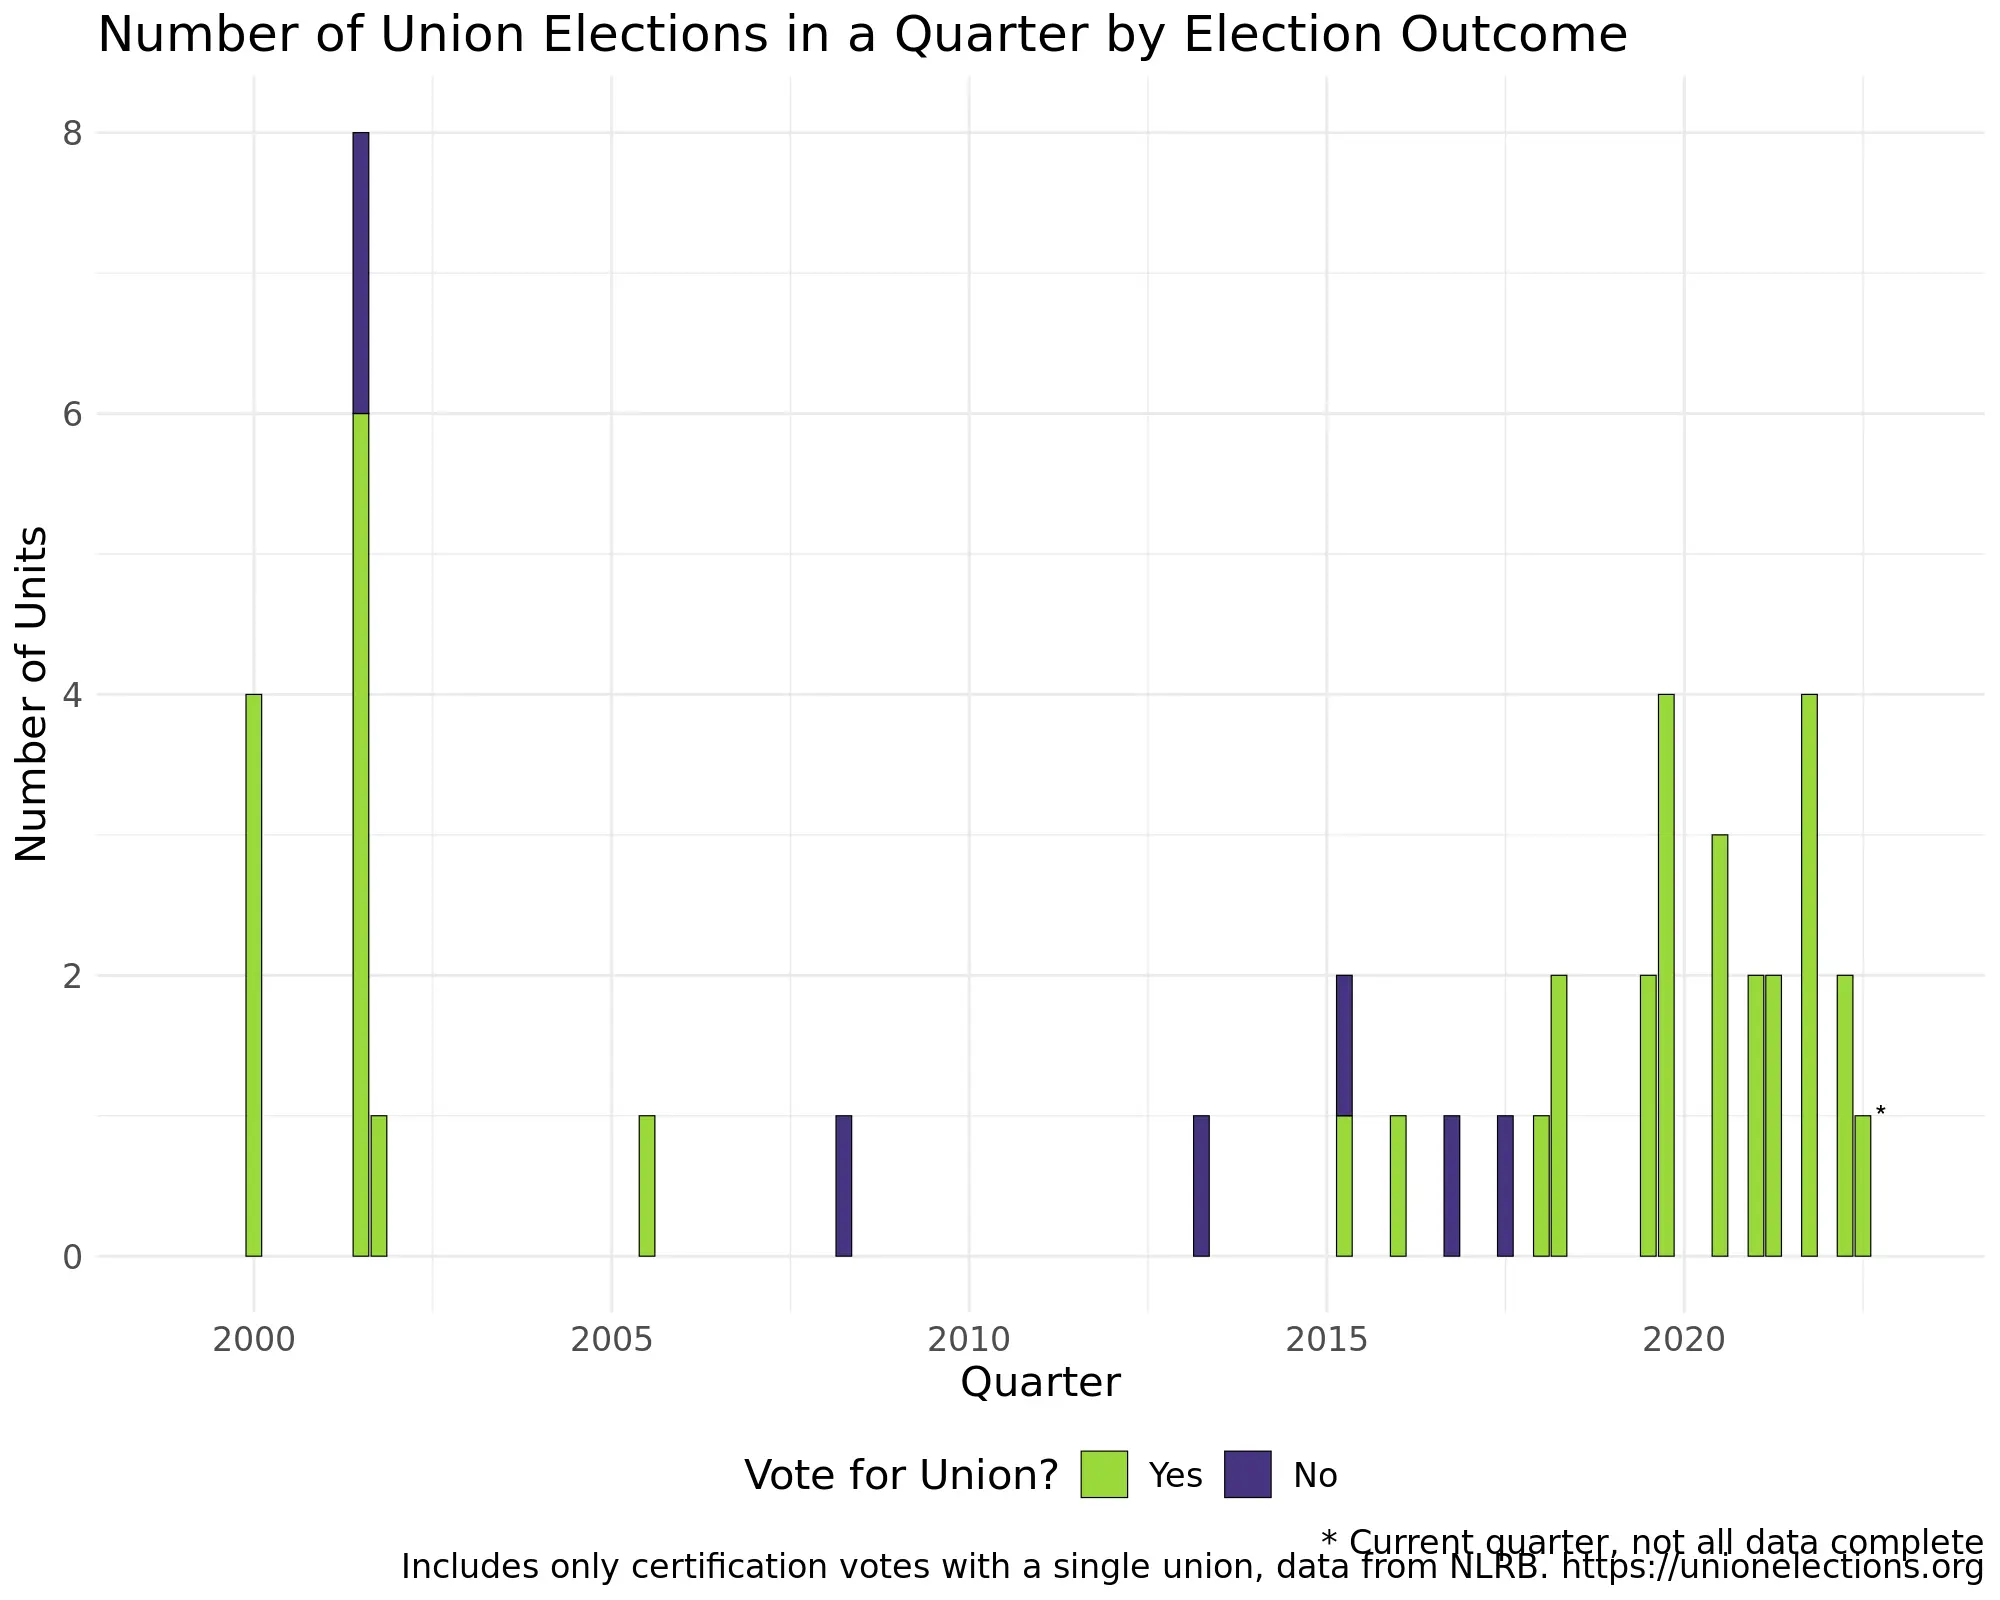 Number of Union Elections in a Quarter by Election Outcome
Number of Units
8
6
4
2
0
*
2000 2005 2010 2015 2020
Quarter
Vote for Union? Yes No
* Current quarter, not all data complete
Includes only certification votes with a single union, data from NLRB. https://unionelections.org